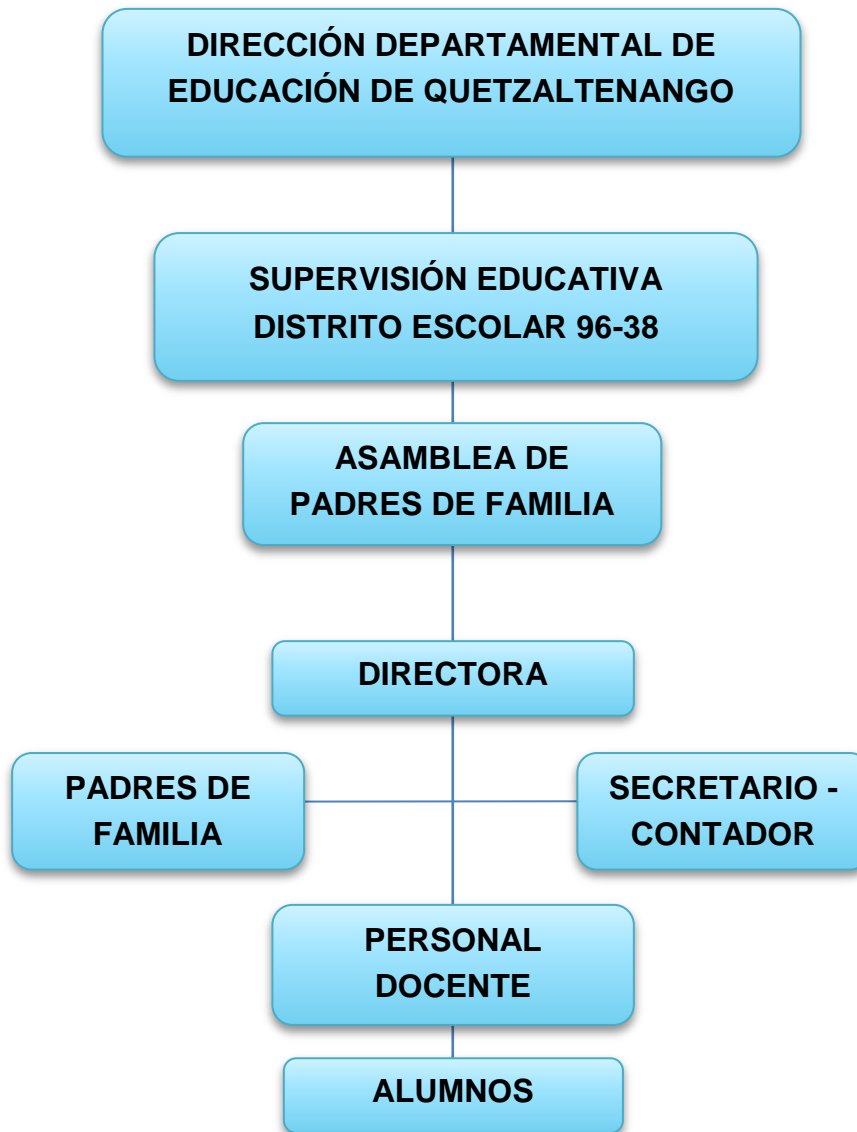 DIRECCIÓN DEPARTAMENTAL DE
EDUCACIÓN DE QUETZALTENANGO
SUPERVISIÓN EDUCATIVA
DISTRITO ESCOLAR 96-38
ASAMBLEA DE
PADRES DE FAMILIA
DIRECTORA
PADRES DE
FAMILIA
SECRETARIO -
CONTADOR
PERSONAL
DOCENTE
ALUMNOS